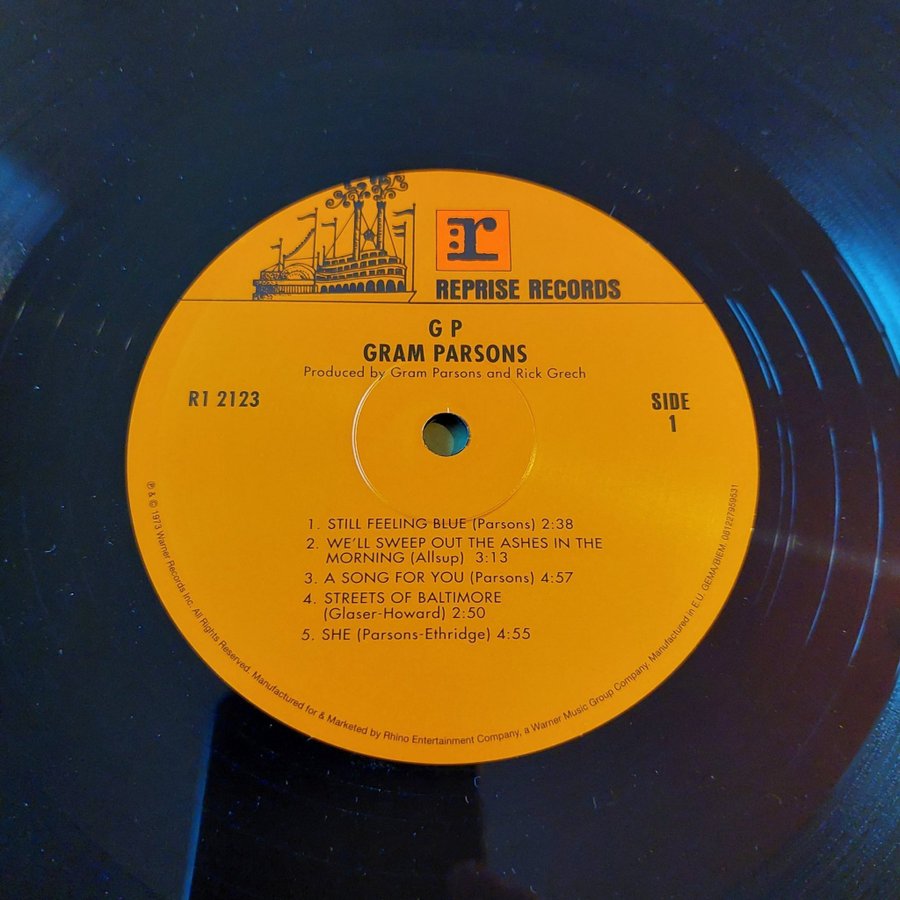 r
REPRISE RECORDS
G P
GRAM PARSONS
Produced by Gram Parsons and Rick Grech
R1 2123
SIDE
1
1. STILL FEELING BLUE (Parsons) 2:38
2. WE'LL SWEEP OUT THE ASHES IN THE
MORNING (Allsup) 3:13
3. A SONG FOR YOU (Parsons) 4:57
4. STREETS OF BALTIMORE
(Glaser-Howard) 2:50
5. SHE (Parsons-Ethridge) 4:55
℗ & © 1973 Warner Records Inc. All Rights Reserved. Manufactured for & Marketed by Rhino Entertainment Company, a Warner Music Group Company. Manufactured in E.U. GEMA/BIEM. 081227959531